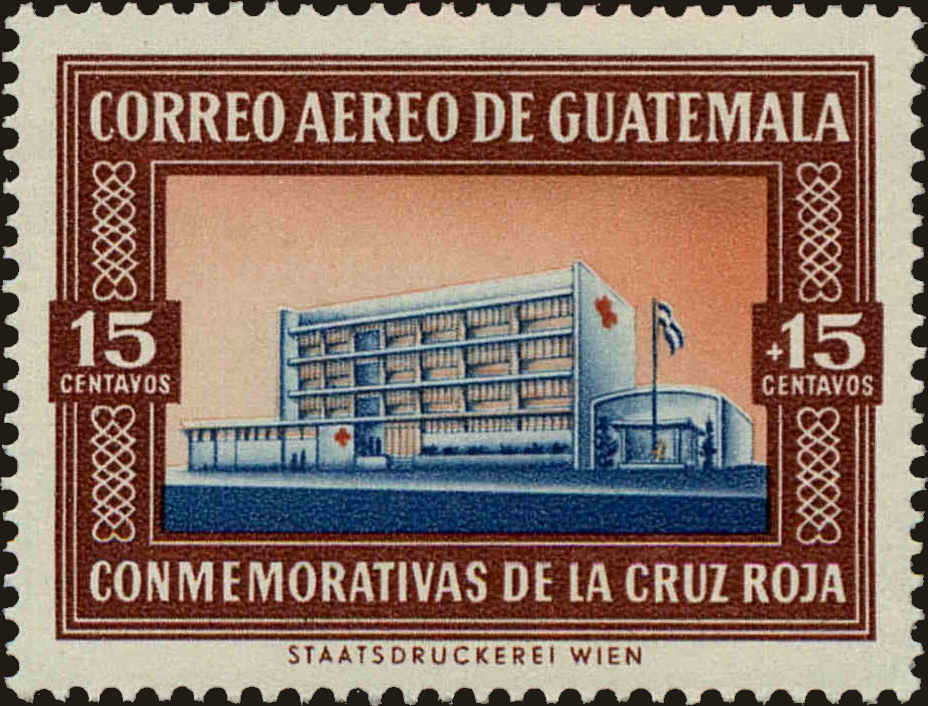 CORREO AEREO DE GUATEMALA
15 CENTAVOS
+15 CENTAVOS
CONMEMORATIVAS DE LA CRUZ ROJA
STAATSDRUCKEREI WIEN